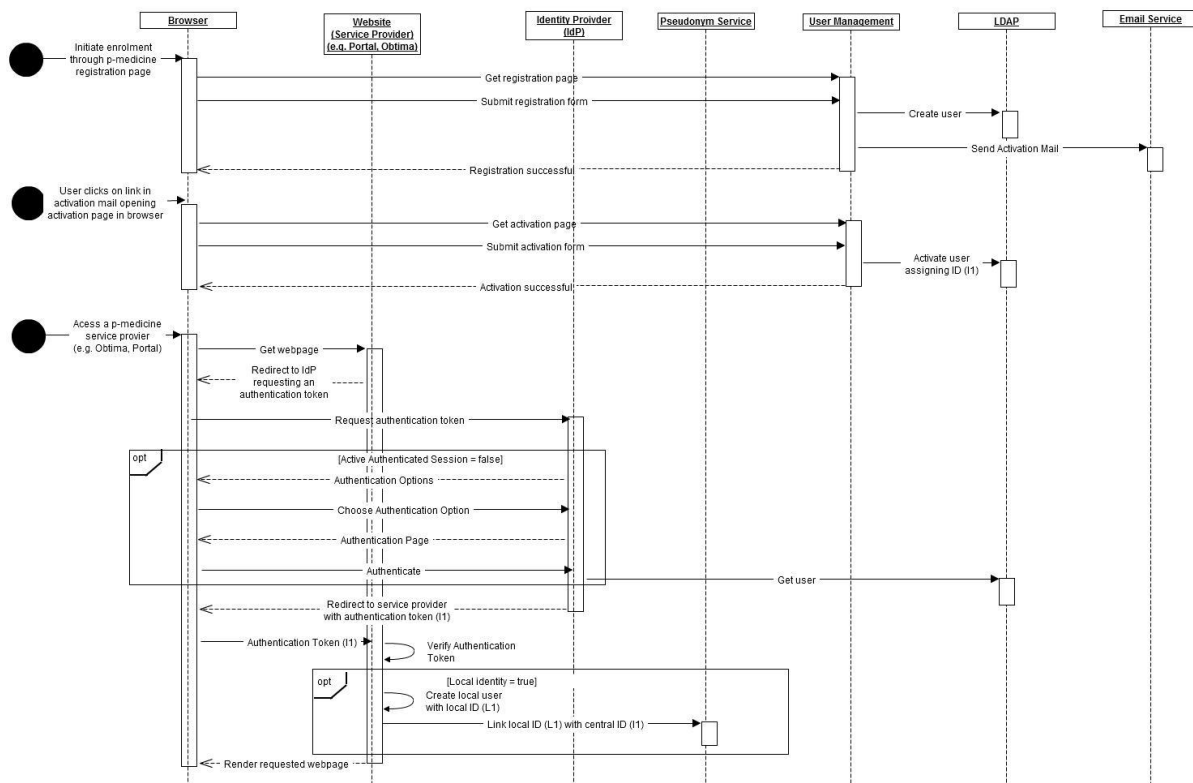 Browser
Website
(Service Provider)
(e.g. Portal, Obtima)
Identity Proivder
(IdP)
Pseudonym Service
User Management
LDAP
Email Service
Initiate enrolment
through p-medicine
registration page
Get registration page
Submit registration form
Create user
Send Activation Mail
Registration successful
User clicks on link in
activation mail opening
activation page in browser
Get activation page
Submit activation form
Activate user
assigning ID (I1)
Activation successful
Acess a p-medicine
service provier
(e.g. Obtima, Portal)
Get webpage
Redirect to IdP
requesting an
authentication token
Request authentication token
opt
[Active Authenticated Session = false]
Authentication Options
Choose Authentication Option
Authentication Page
Authenticate
Get user
Redirect to service provider
with authentication token (I1)
Authentication Token (I1)
Verify Authentication
Token
opt
[Local identity = true]
Create local user
with local ID (L1)
Link local ID (L1) with central ID (I1)
Render requested webpage